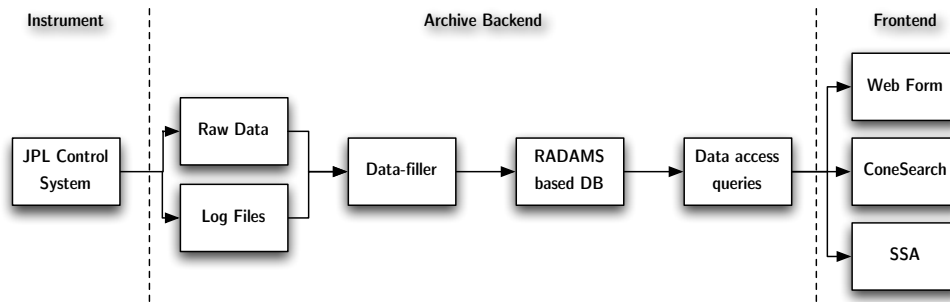 Instrument
Archive Backend
Frontend
JPL Control
System
Raw Data
Log Files
Data-filler
RADAMS
based DB
Data access
queries
Web Form
ConeSearch
SSA